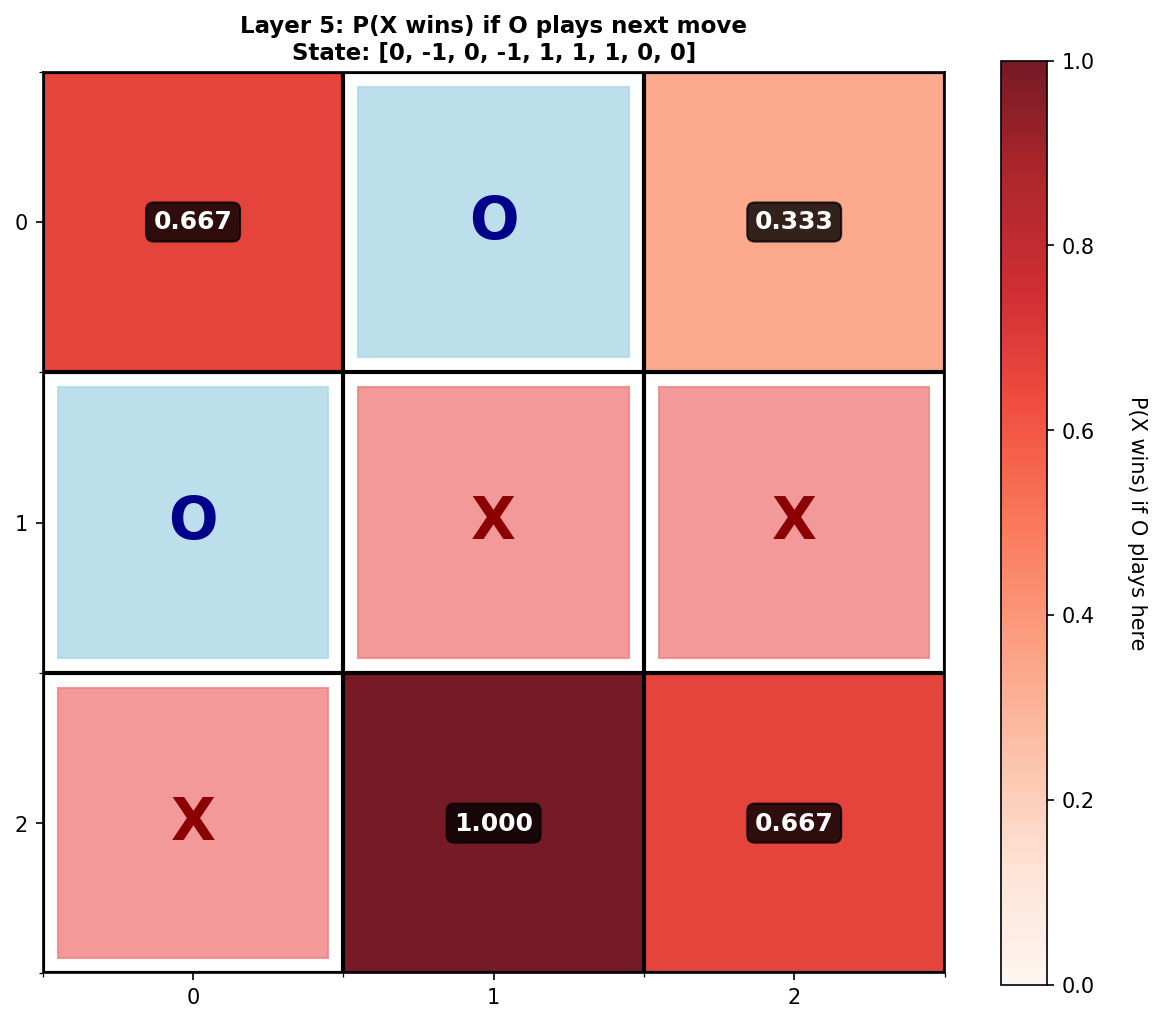 Layer 5: P(X wins) if O plays next move
State: [0, -1, 0, -1, 1, 1, 1, 0, 0]
0
0.667
O
0.333
1
O
X
X
2
X
1.000
0.667
0
1
2
1.0
0.8
0.6
0.4
0.2
0.0
P(X wins) if O plays here